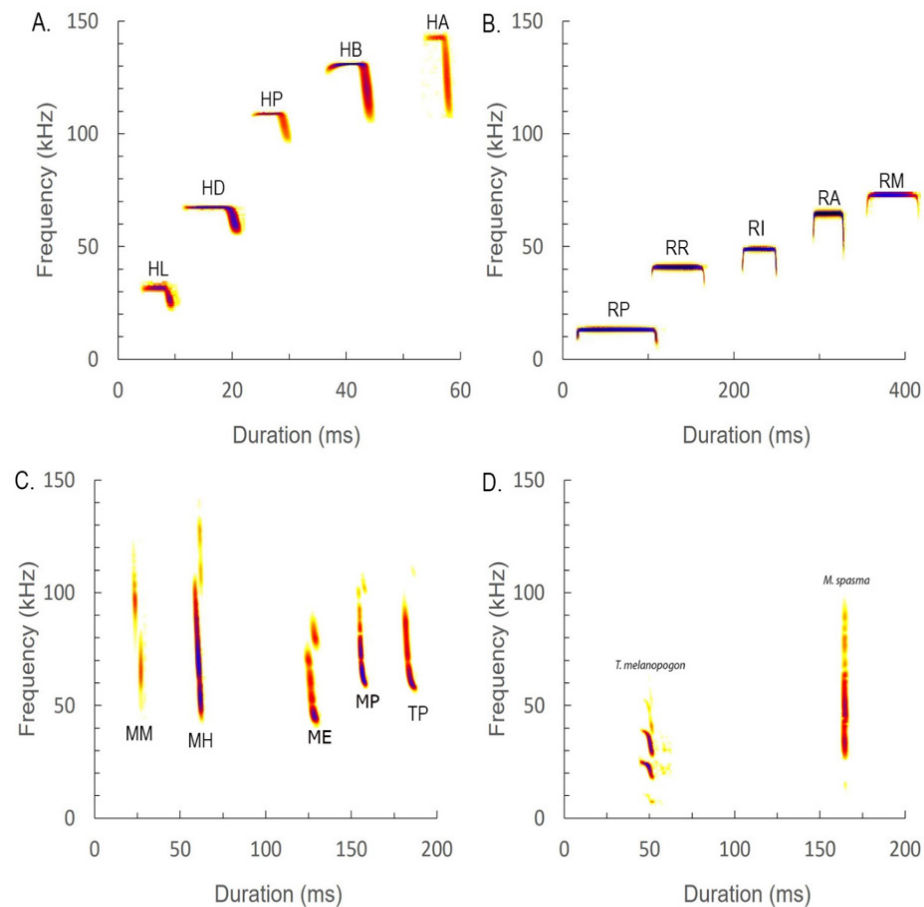 A.
150
100
50
0
Frequency (kHz)
HL
HD
HP
HB
HA
0 20 40 60
Duration (ms)
B.
150
100
50
0
Frequency (kHz)
RP
RR
RI
RA
RM
0 200 400
Duration (ms)
C.
150
100
50
0
Frequency (kHz)
MM
MH
ME
MP
TP
0 50 100 150 200
Duration (ms)
D.
150
100
50
0
Frequency (kHz)
T. melanopogon
M. spasma
0 50 100 150 200
Duration (ms)